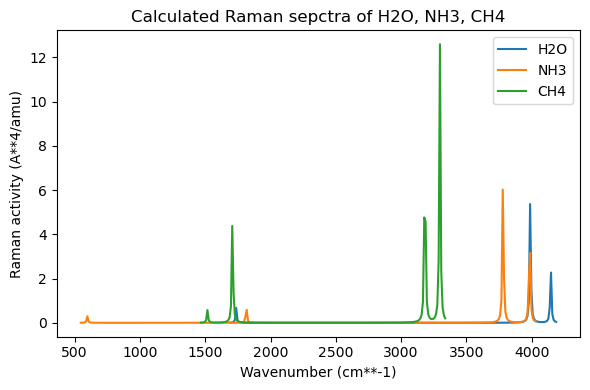 Calculated Raman sepctra of H2O, NH3, CH4
H2O
NH3
CH4
Raman activity (A**4/amu)
12
10
8
6
4
2
0
500 1000 1500 2000 2500 3000 3500 4000
Wavenumber (cm**-1)